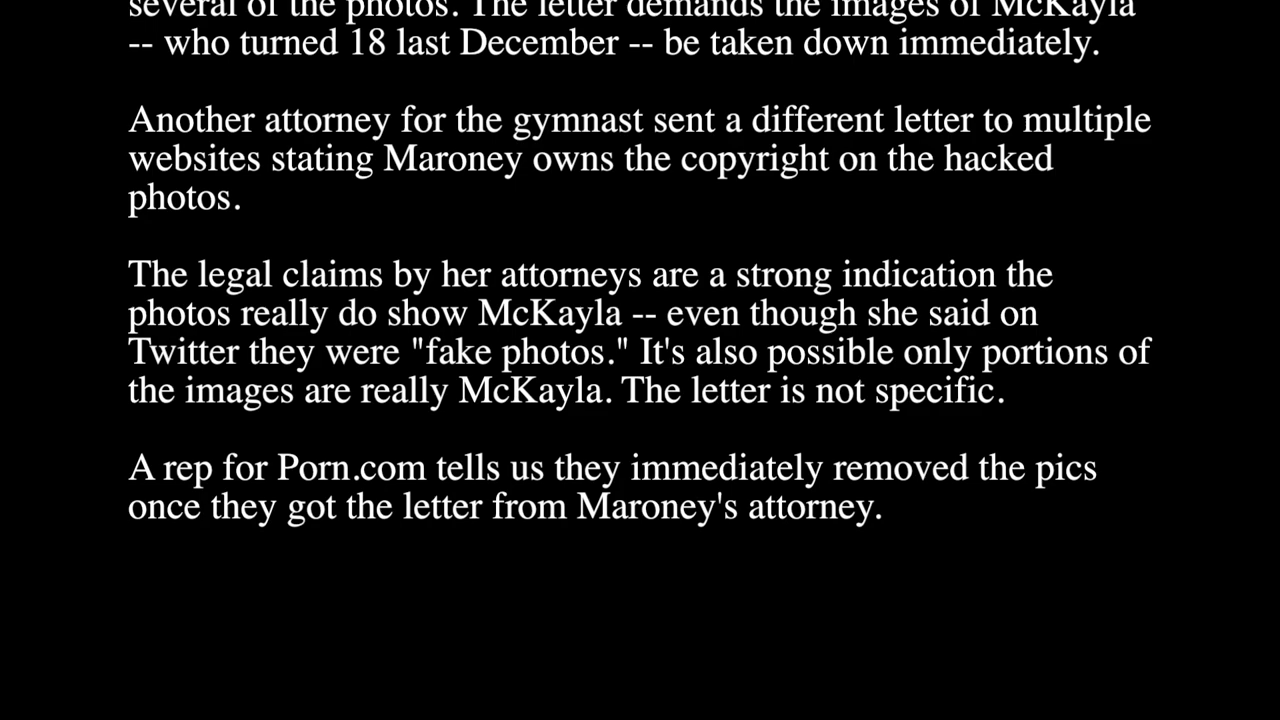 several of the photos. The letter demands the images of McKayla
-- who turned 18 last December -- be taken down immediately.
Another attorney for the gymnast sent a different letter to multiple
websites stating Maroney owns the copyright on the hacked
photos.
The legal claims by her attorneys are a strong indication the
photos really do show McKayla -- even though she said on
Twitter they were "fake photos." It's also possible only portions of
the images are really McKayla. The letter is not specific.
A rep for Porn.com tells us they immediately removed the pics
once they got the letter from Maroney's attorney.